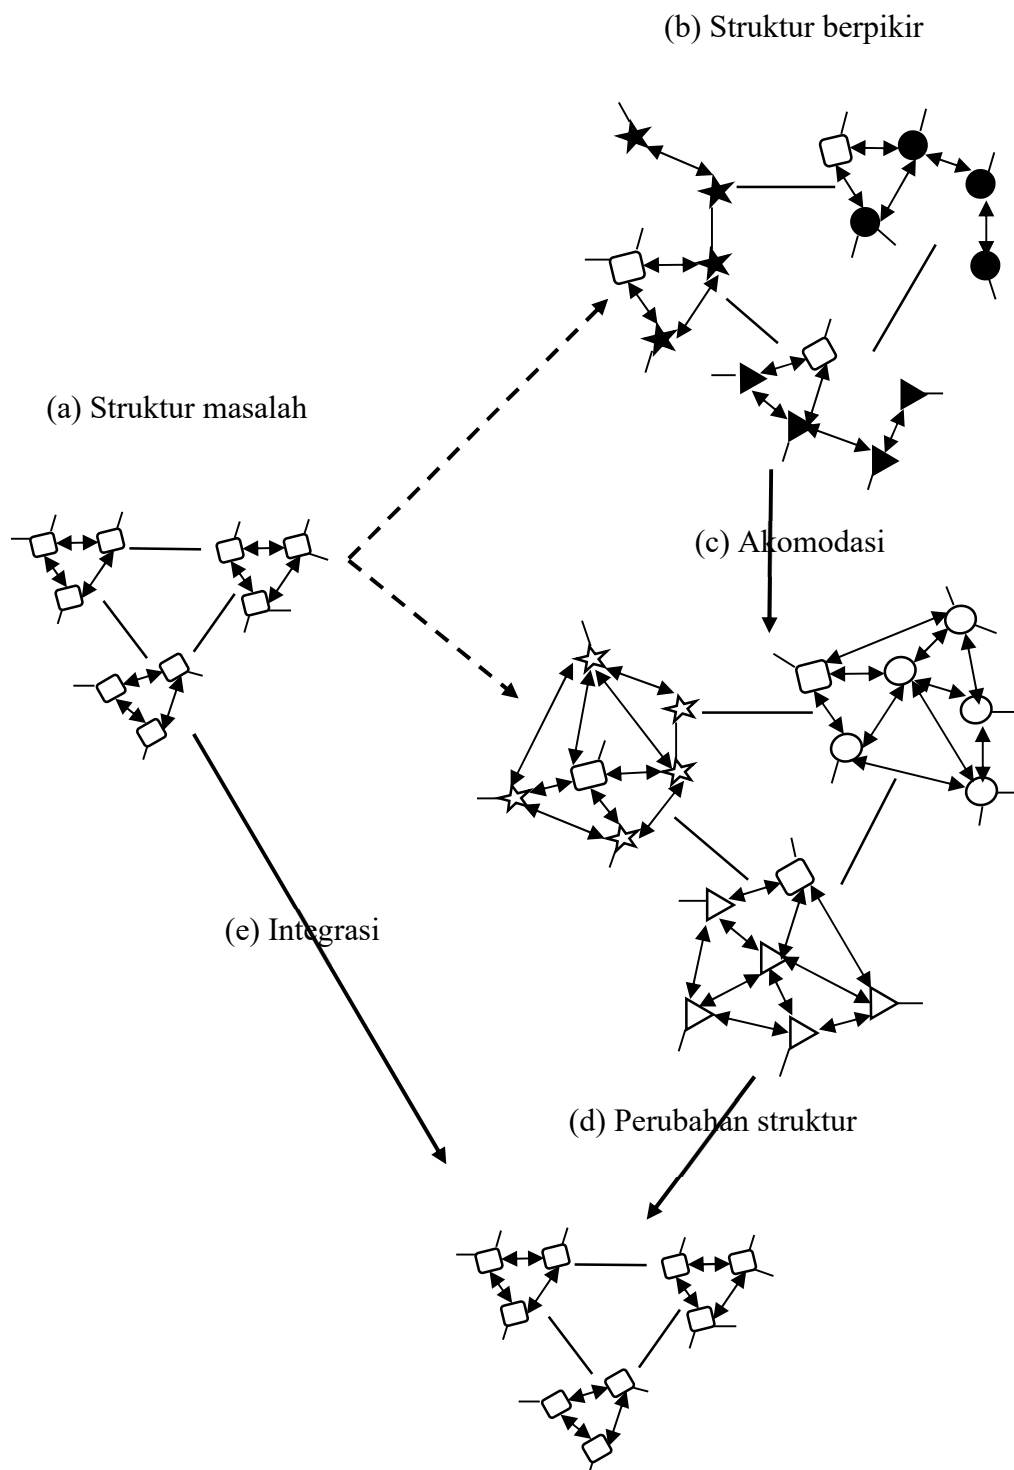 (b) Struktur berpikir
(a) Struktur masalah
(c) Akomodasi
(e) Integrasi
(d) Perubahan struktur